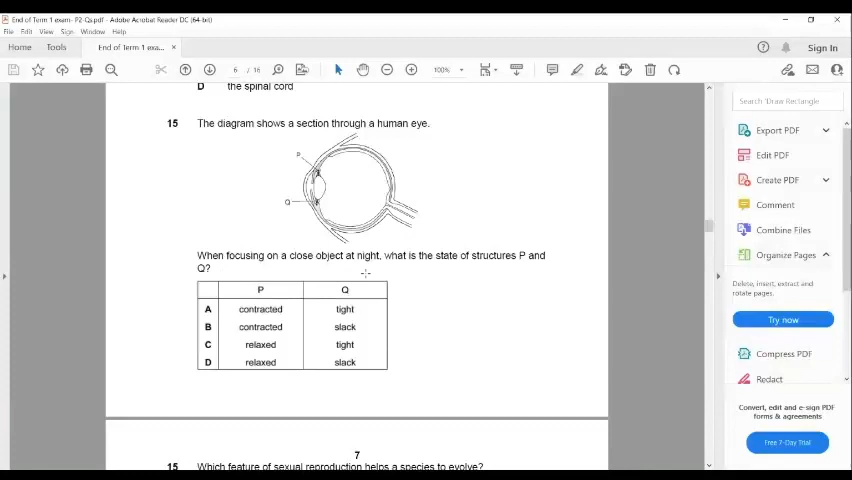 End of Term 1 exam- P2-Qs.pdf - Adobe Acrobat Reader DC (64-bit)
File Edit View Sign Window Help
Home Tools End of Term 1 exa... × Sign In
6 / 16 100%
D the spinal cord
15 The diagram shows a section through a human eye.
P
Q
When focusing on a close object at night, what is the state of structures P and
Q?
P Q
A contracted tight
B contracted slack
C relaxed tight
D relaxed slack
7
15 Which feature of sexual reproduction helps a species to evolve?
Search 'Draw Rectangle
Export PDF
Edit PDF
Create PDF
Comment
Combine Files
Organize Pages
Delete, insert, extract and
rotate pages.
Try now
Compress PDF
Redact
Convert, edit and e-sign PDF
forms & agreements
Free 7-Day Trial